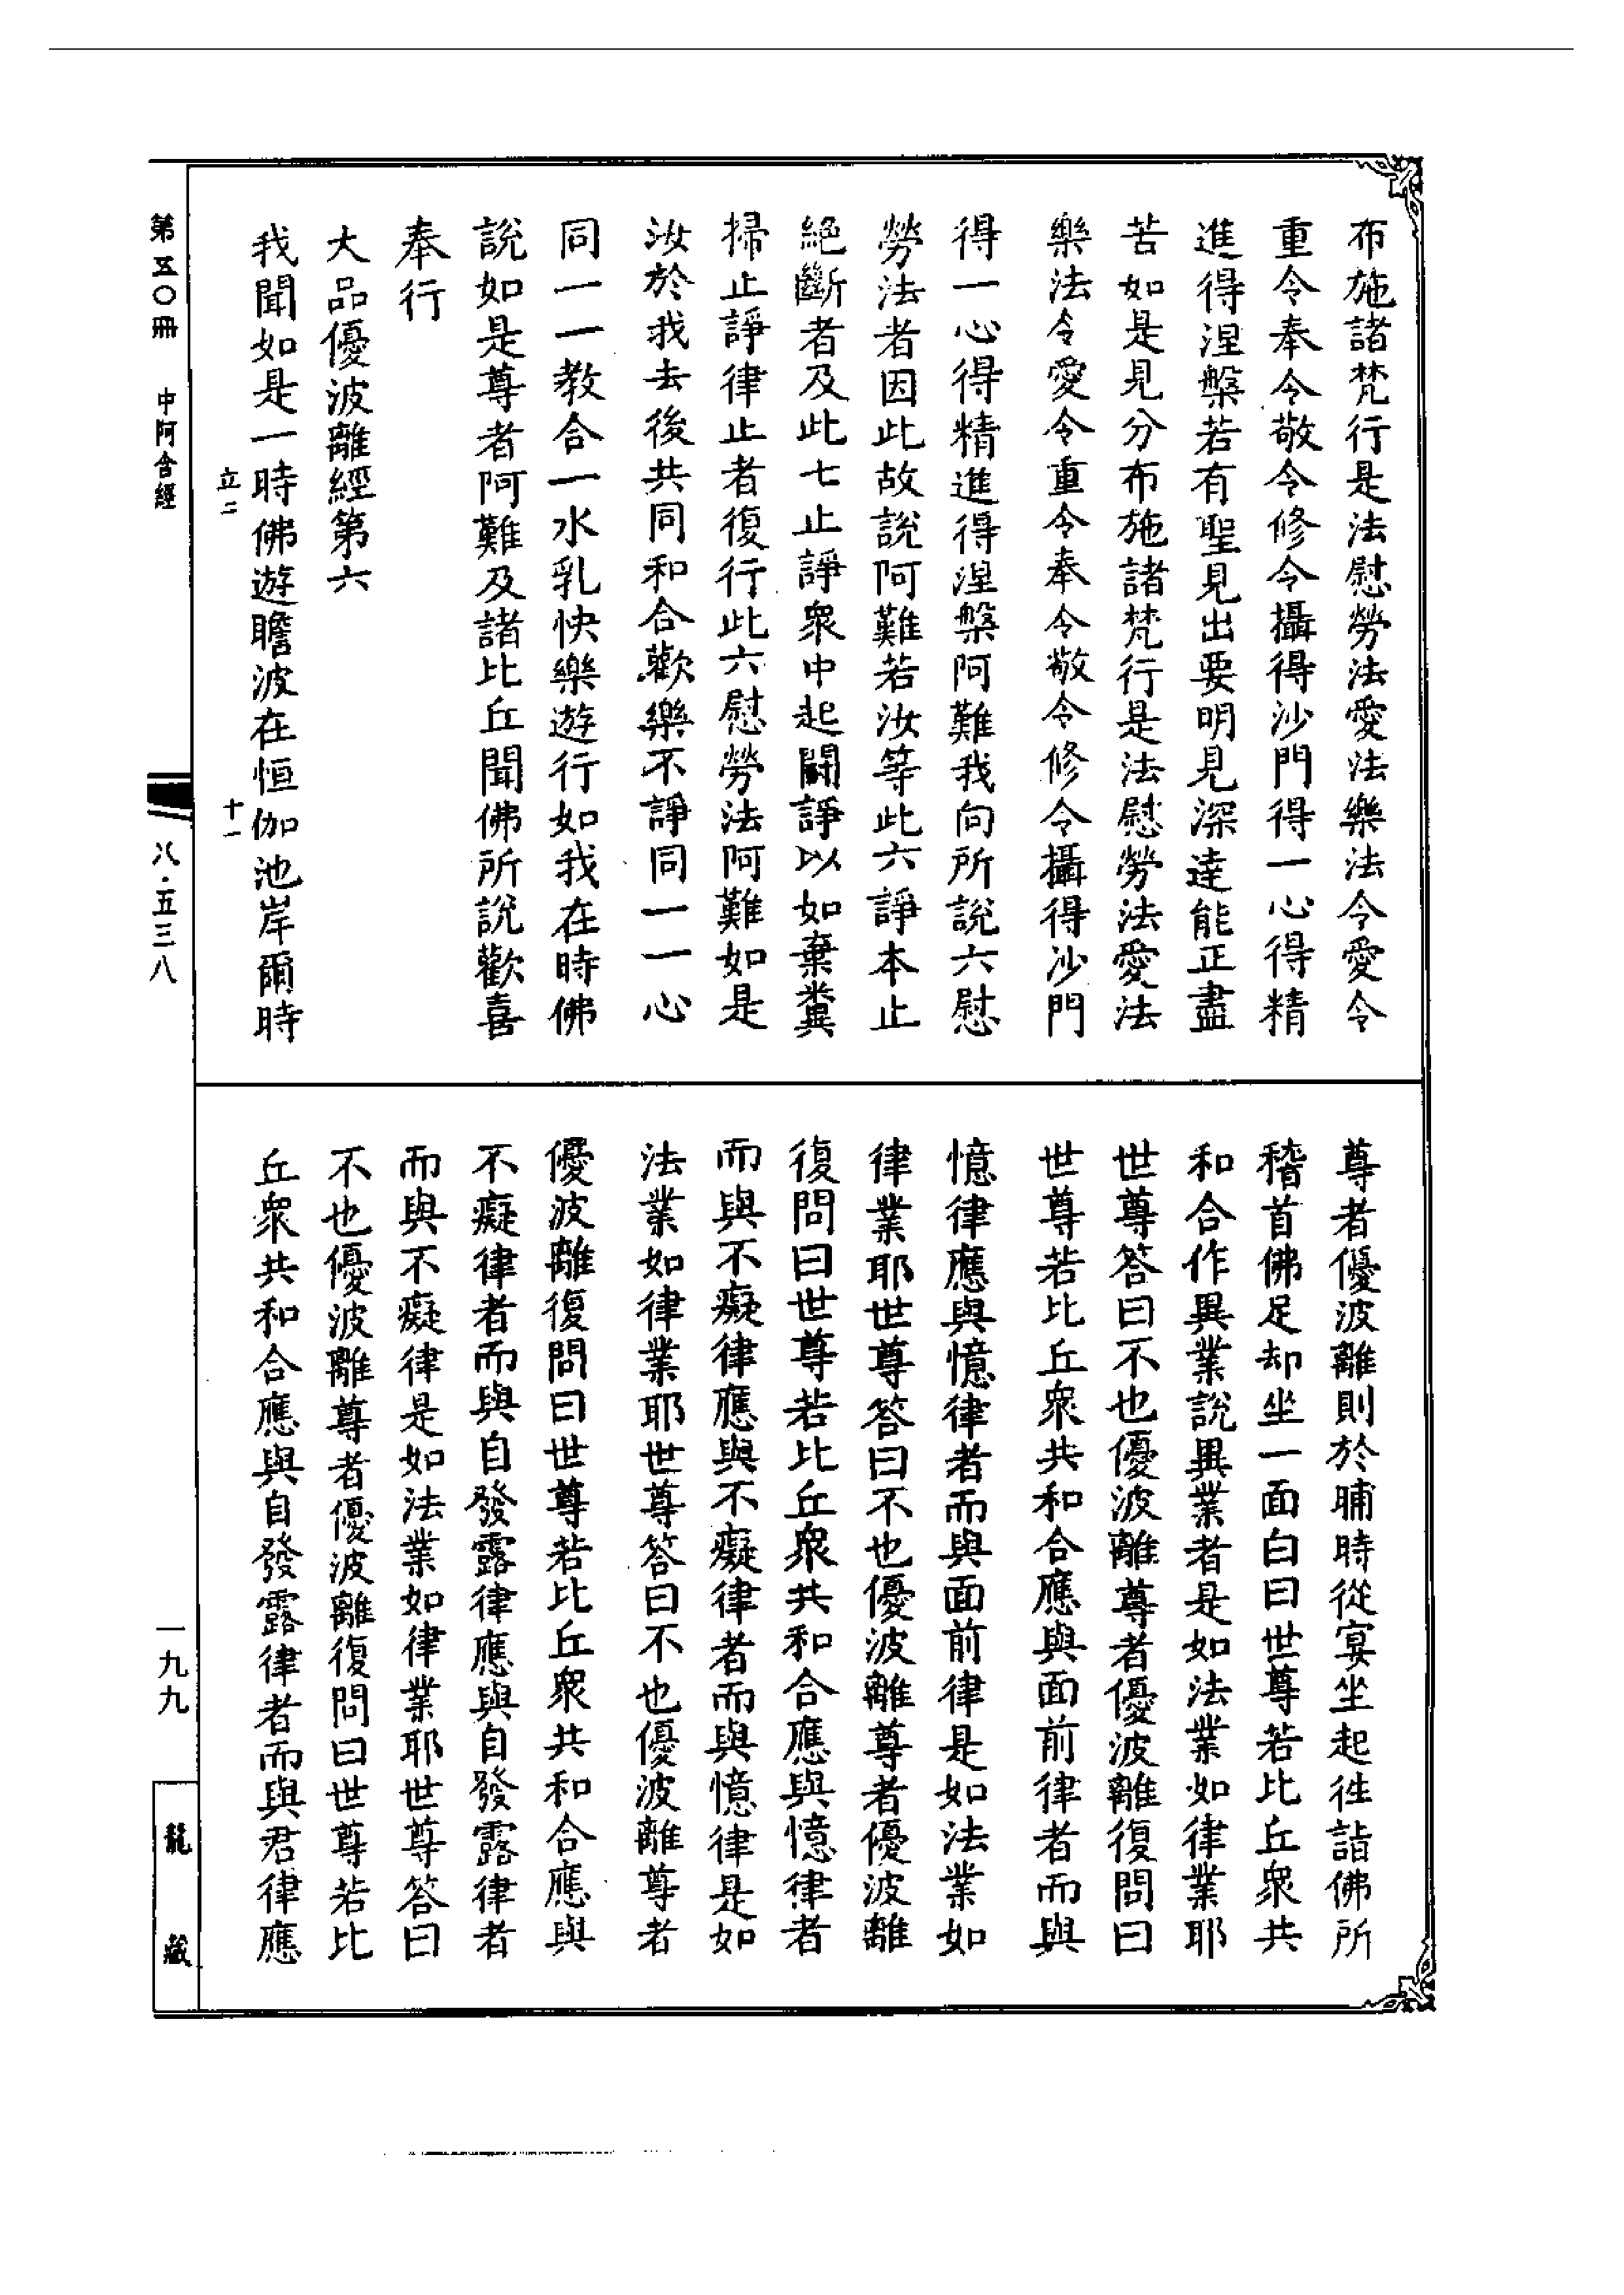 布施諸梵行是法慰勞法愛法樂法令愛令
重令奉令敬令修令攝得沙門得一心得精
進得涅槃若有聖見出要明見深達能正盡
苦如是見分布施諸梵行是法慰勞法愛法
樂法令愛令重令奉令敬令修令攝得沙門
得一心得精進得涅槃阿難我向所說六慰
勞法者因此故說阿難若汝等此六諍本止
絕斷者及此七止諍眾中起鬬諍以如棄糞
掃止諍律止者復行此六慰勞法阿難如是
汝於我去後共同和合歡樂不諍同一一心
同一一教合一水乳快樂遊行如我在時佛
說如是尊者阿難及諸比丘聞佛所說歡喜
奉行
大品優波離經第六
我聞如是一時佛遊瞻波在恒伽池岸爾時
立二
十一
尊者優波離則於晡時從宴坐起往詣佛所
稽首佛足却坐一面白曰世尊若比丘眾共
和合作異業說異業者是如法業如律業耶
世尊答曰不也優波離尊者優波離復問曰
世尊若比丘眾共和合應與面前律者而與
憶律應與憶律者而與面前律是如法業如
律業耶世尊答曰不也優波離尊者優波離
復問曰世尊若比丘眾共和合應與憶律者
而與不癡律應與不癡律者而與憶律是如
法業如律業耶世尊答曰不也優波離尊者
優波離復問曰世尊若比丘眾共和合應與
不癡律者而與自發露律應與自發露律者
而與不癡律是如法業如律業耶世尊答曰
不也優波離尊者優波離復問曰世尊若比
丘眾共和合應與自發露律者而與君律應
第五〇冊 中阿含經
八·五三八
一九九
龍藏